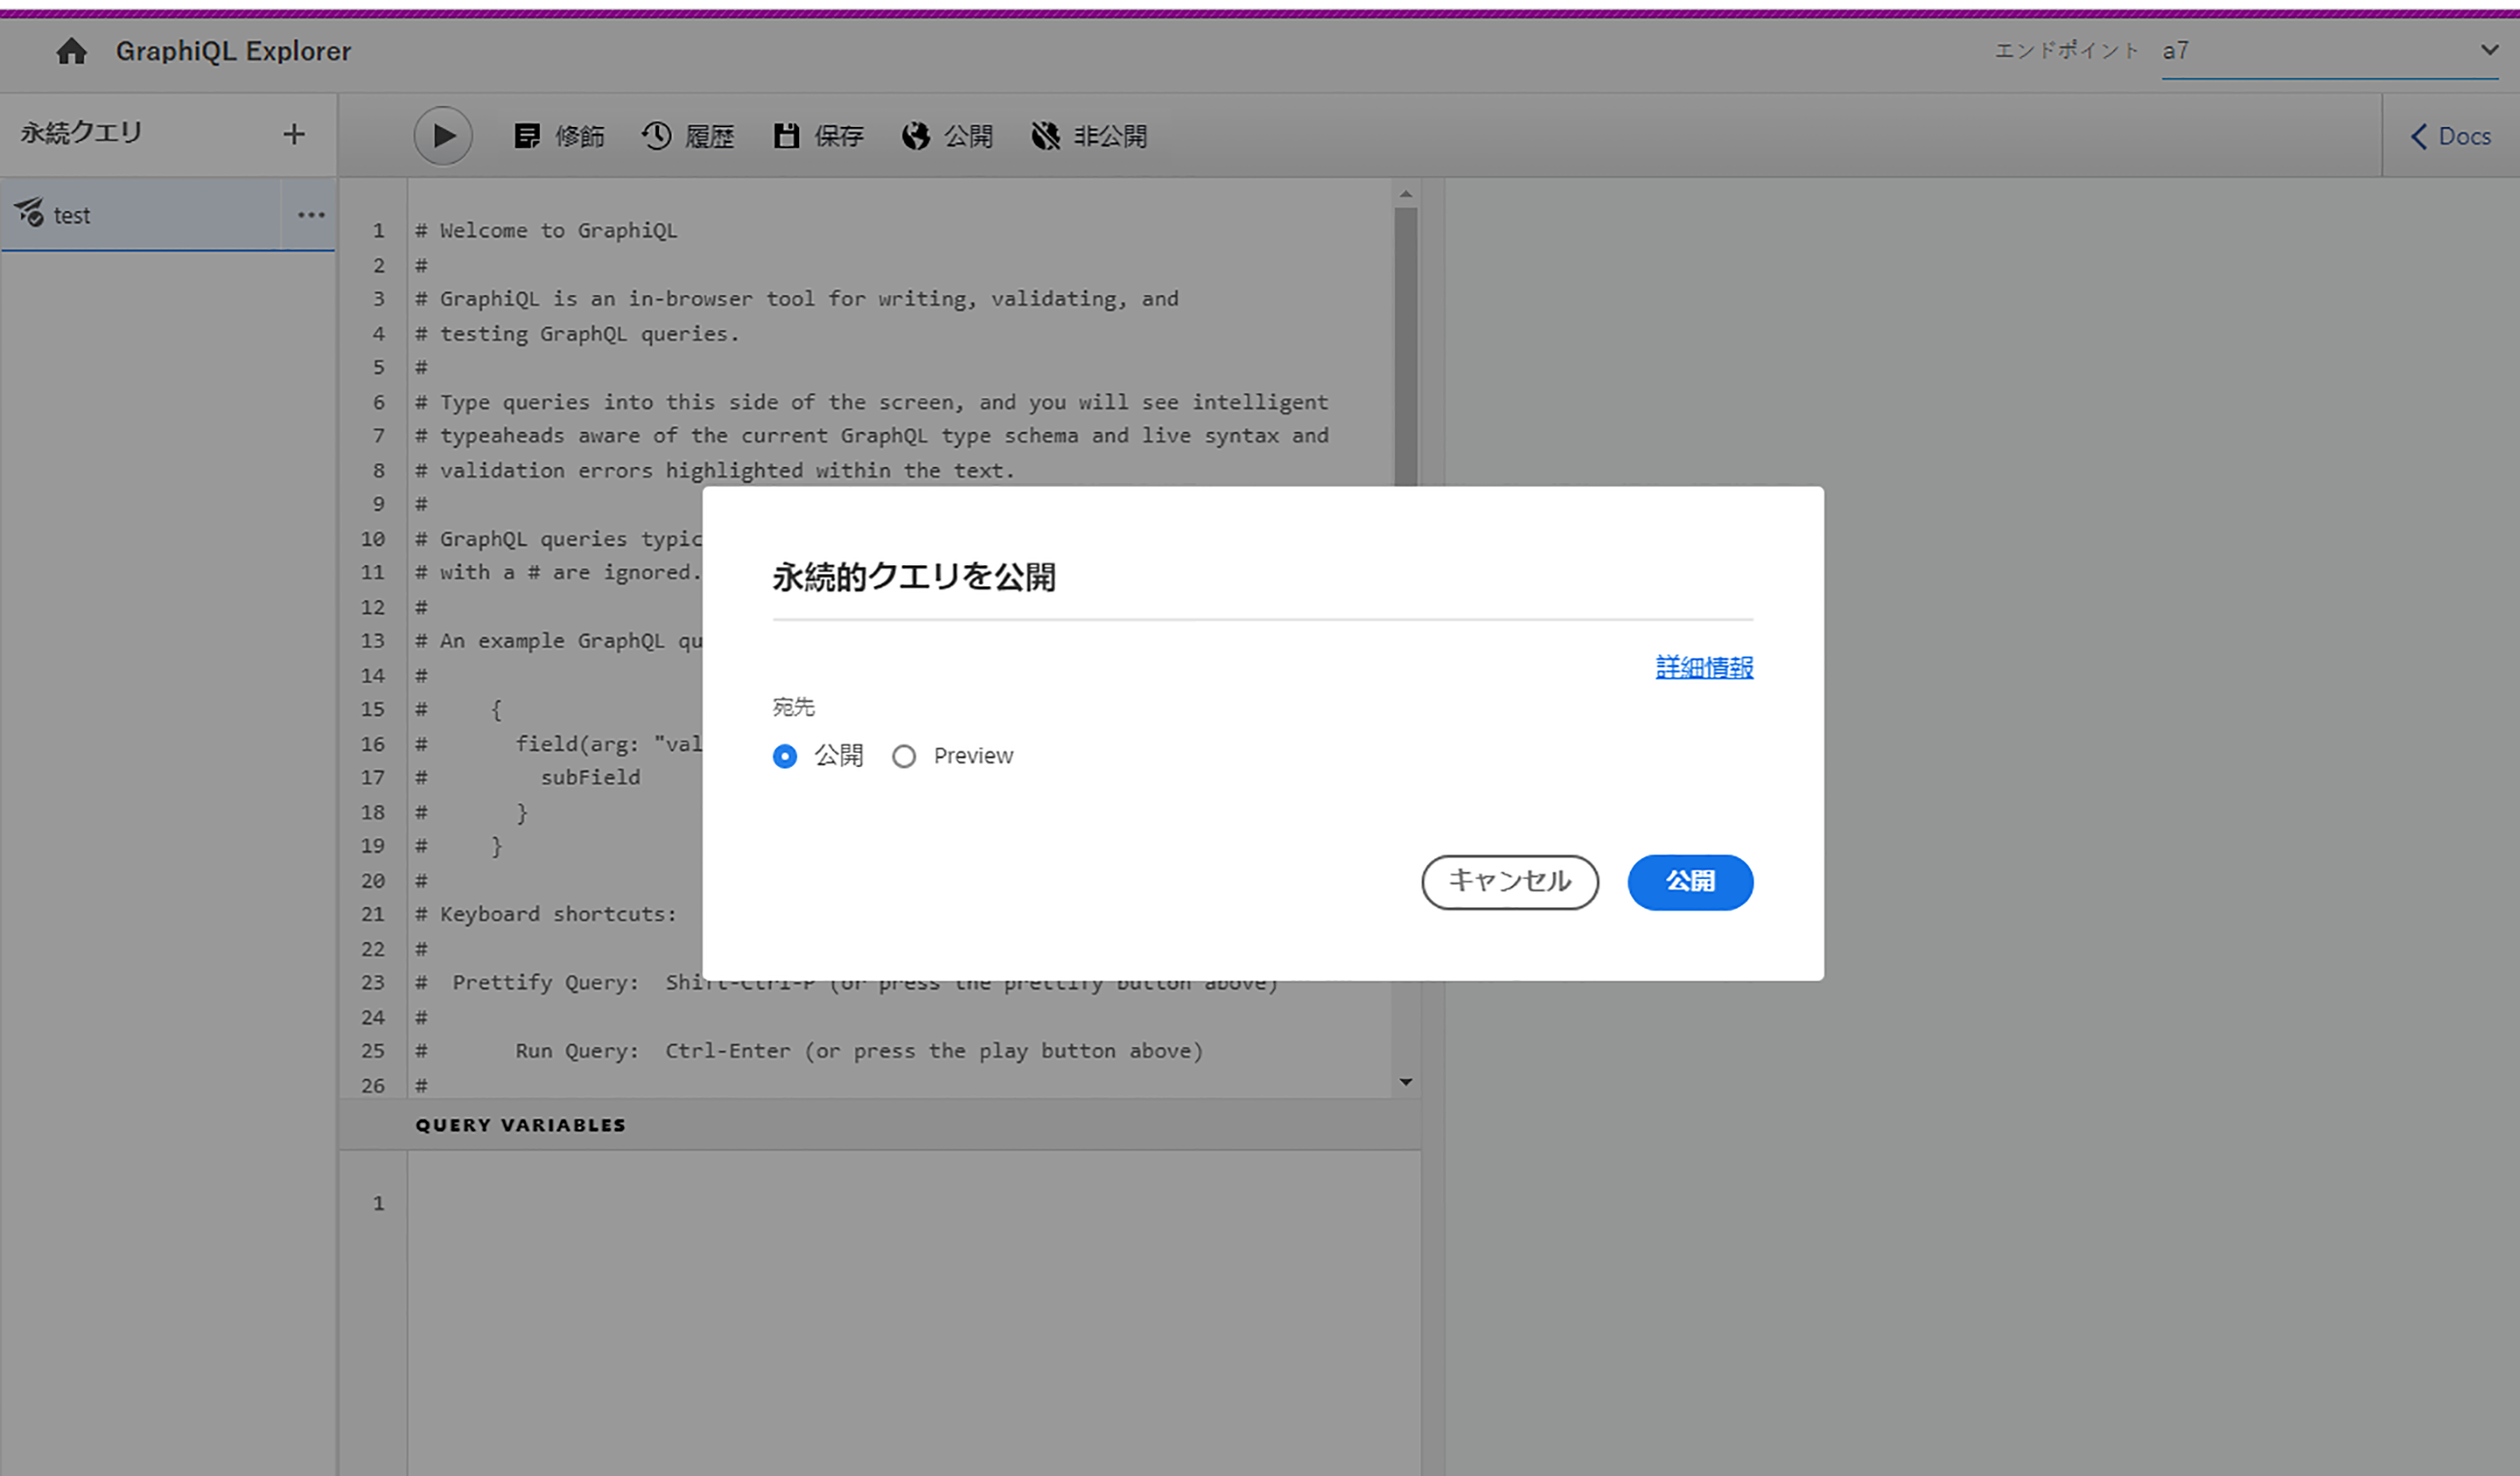 GraphiQL Explorer
エンドポイント a7
永続クエリ +
修飾 履歴 保存 公開 非公開
Docs
test
1 # Welcome to GraphiQL
2 #
3 # GraphiQL is an in-browser tool for writing, validating, and
4 # testing GraphQL queries.
5 #
6 # Type queries into this side of the screen, and you will see intelligent
7 # typeaheads aware of the current GraphQL type schema and live syntax and
8 # validation errors highlighted within the text.
9 #
10 # GraphQL queries typic
11 # with a # are ignored.
12 #
13 # An example GraphQL qu
14 #
15 # {
16 # field(arg: "val
17 # subField
18 # }
19 # }
20 #
21 # Keyboard shortcuts:
22 #
23 # Prettify Query: Shift-Ctrl-P (or press the prettify button above)
24 #
25 # Run Query: Ctrl-Enter (or press the play button above)
26 #
永続的クエリを公開
詳細情報
宛先
公開 Preview
キャンセル 公開
QUERY VARIABLES
1